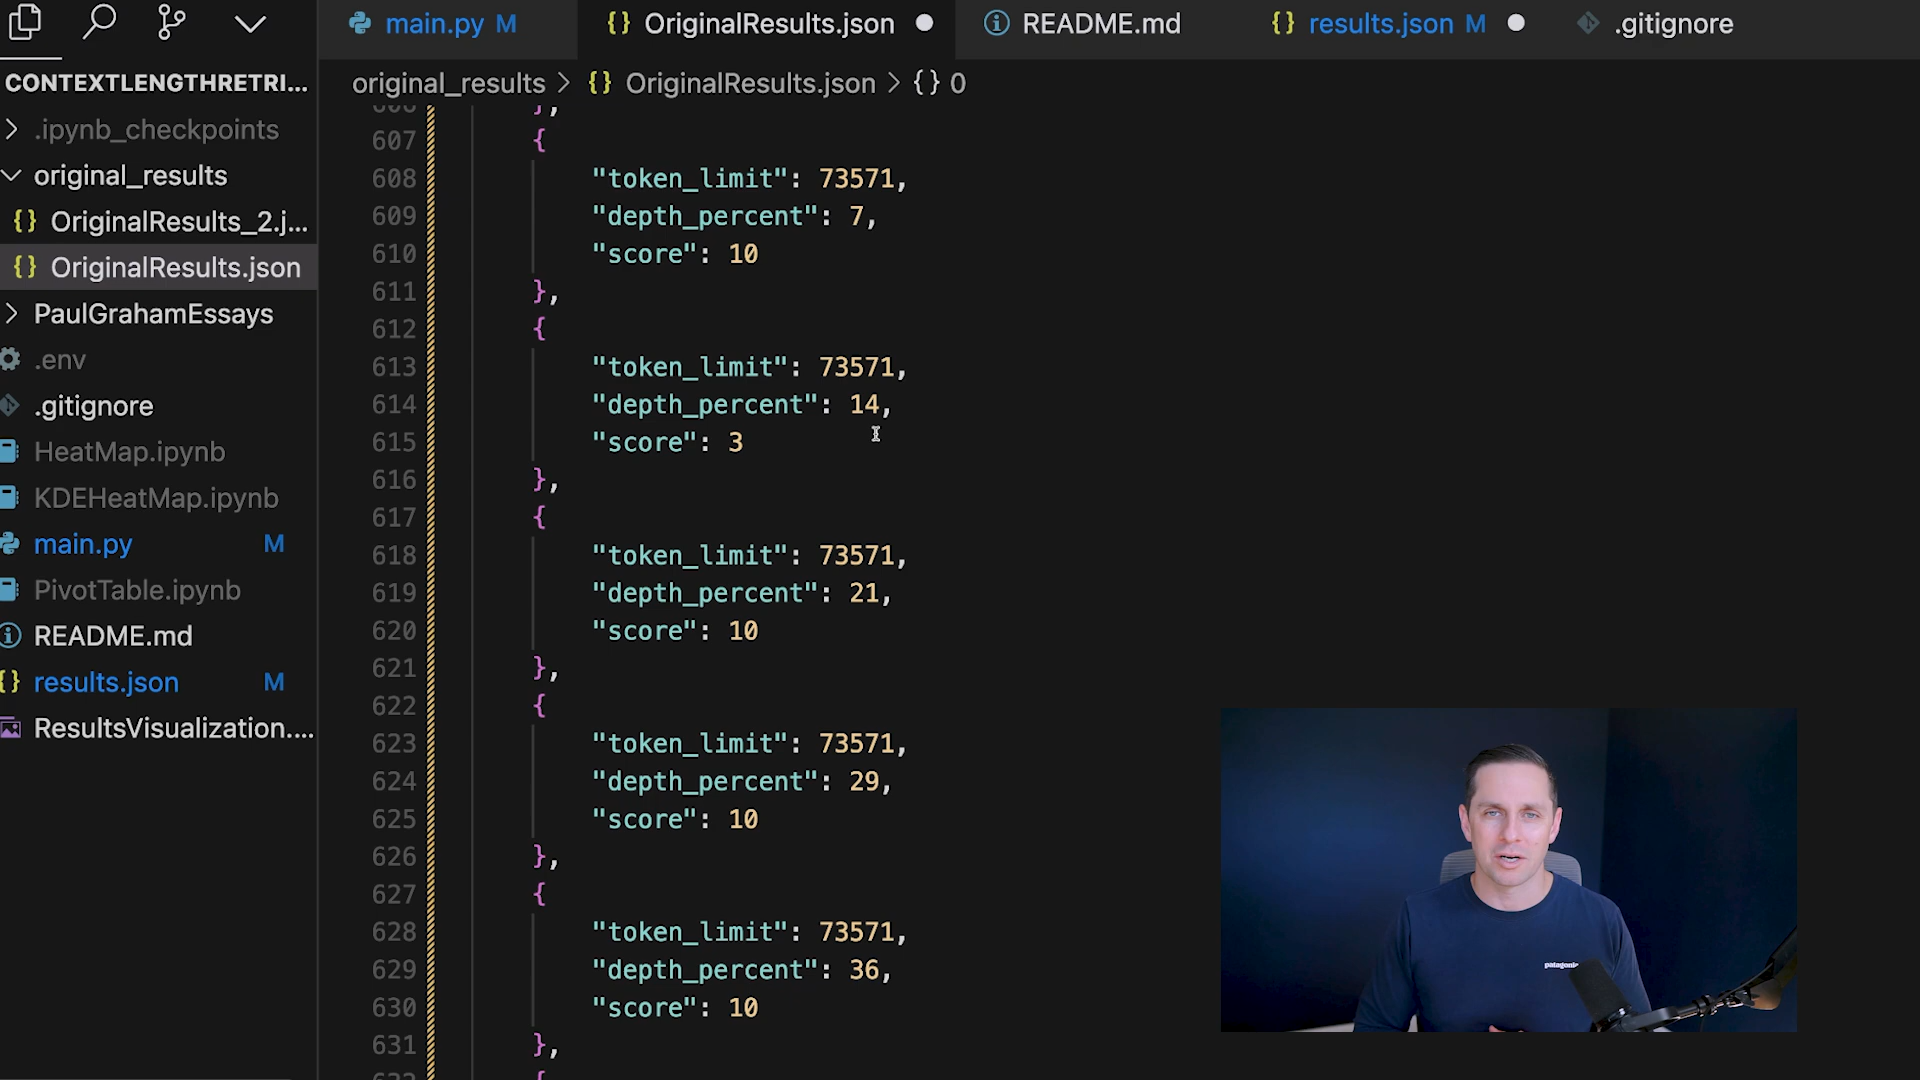 main.py M
OriginalResults.json
README.md
results.json M
.gitignore
CONTEXTLENGTHRETRI...
.ipynb_checkpoints
original_results
OriginalResults_2.j...
OriginalResults.json
PaulGrahamEssays
.env
.gitignore
HeatMap.ipynb
KDEHeatMap.ipynb
main.py M
PivotTable.ipynb
README.md
results.json M
ResultsVisualization....
original_results > {} OriginalResults.json > {} 0
606 },
607 {
608 "token_limit": 73571,
609 "depth_percent": 7,
610 "score": 10
611 },
612 {
613 "token_limit": 73571,
614 "depth_percent": 14,
615 "score": 3
616 },
617 {
618 "token_limit": 73571,
619 "depth_percent": 21,
620 "score": 10
621 },
622 {
623 "token_limit": 73571,
624 "depth_percent": 29,
625 "score": 10
626 },
627 {
628 "token_limit": 73571,
629 "depth_percent": 36,
630 "score": 10
631 },
632 {
patagonia